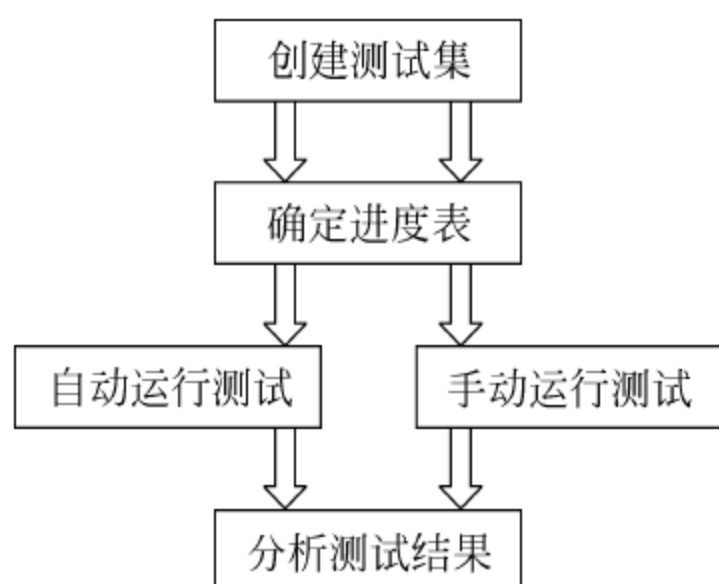 创建测试集
确定进度表
自动运行测试
手动运行测试
分析测试结果